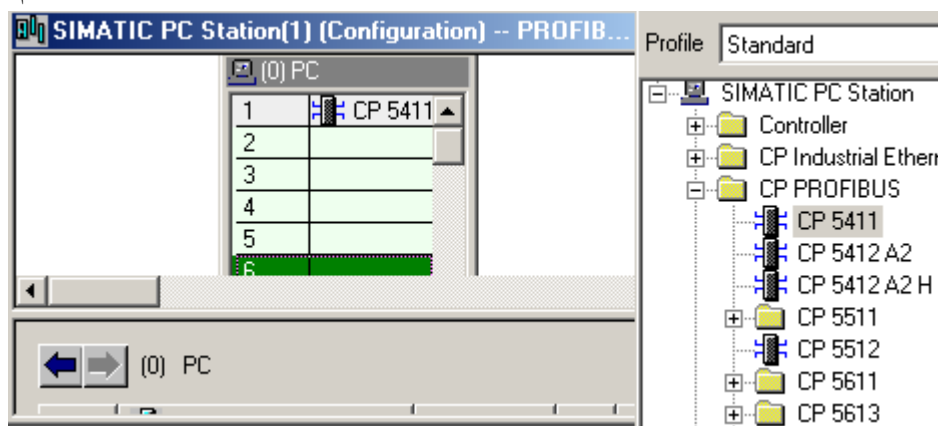 SIMATIC PC Station(1) (Configuration) -- PROFIB...
(0) PC
1 CP 5411
2
3
4
5
6
(0) PC
Profile Standard
SIMATIC PC Station
Controller
CP Industrial Ether
CP PROFIBUS
CP 5411
CP 5412 A2
CP 5412 A2 H
CP 5511
CP 5512
CP 5611
CP 5613